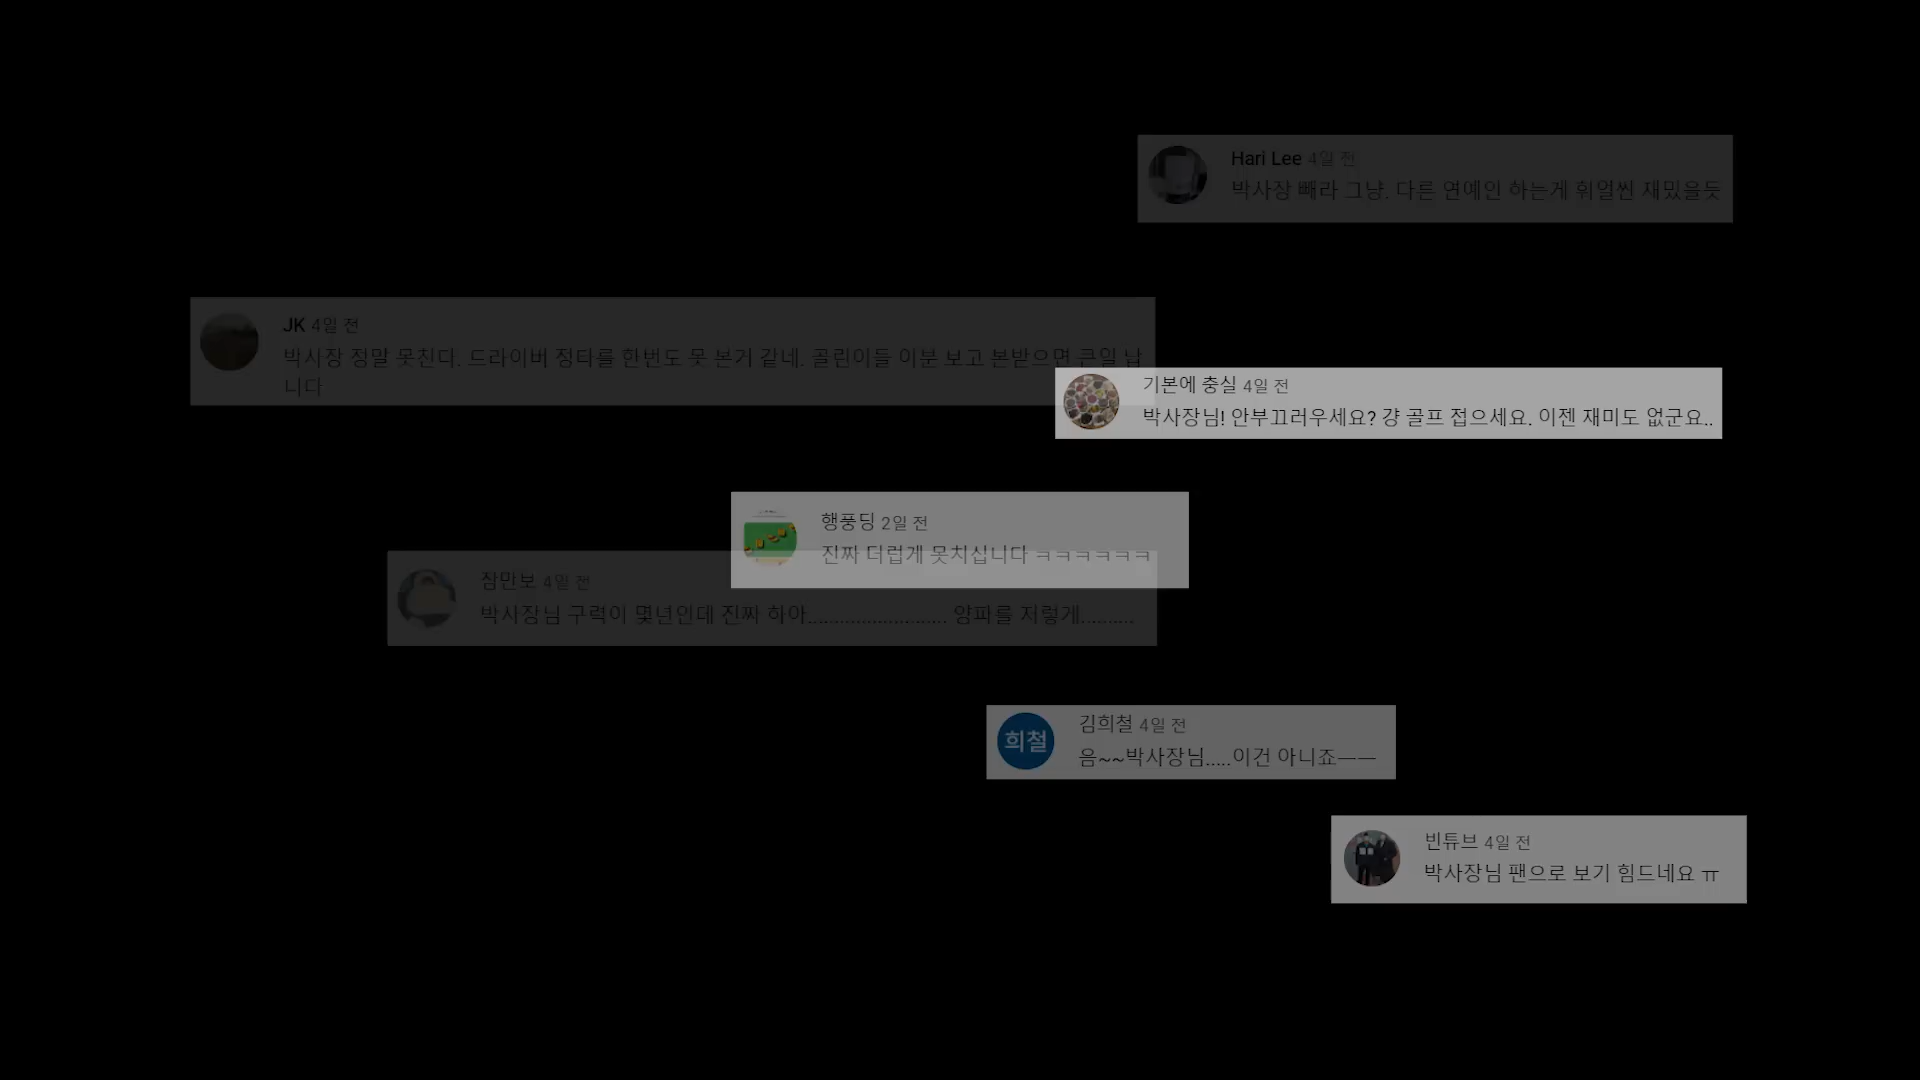 Hari Lee 4일 전
박사장 빼라 그냥. 다른 연예인 하는게 훠얼씬 재밌을듯
JK 4일 전
박사장 정말 못친다. 드라이버 정타를 한번도 못 본거 같네. 골린이들 이분 보고 본받으면 큰일 납
니다
기본에 충실 4일 전
박사장님! 안부끄러우세요? 걍 골프 접으세요. 이젠 재미도 없군요..
행풍딩 2일 전
진짜 더럽게 못치십니다 ㅋㅋㅋㅋㅋㅋ
잠만보 4일 전
박사장님 구력이 몇년인데 진짜 하아.......................... 양파를 저렇게..........
희철
김희철 4일 전
음~~박사장님.....이건 아니죠ㅡㅡ
빈튜브 4일 전
박사장님 팬으로 보기 힘드네요 ㅠ